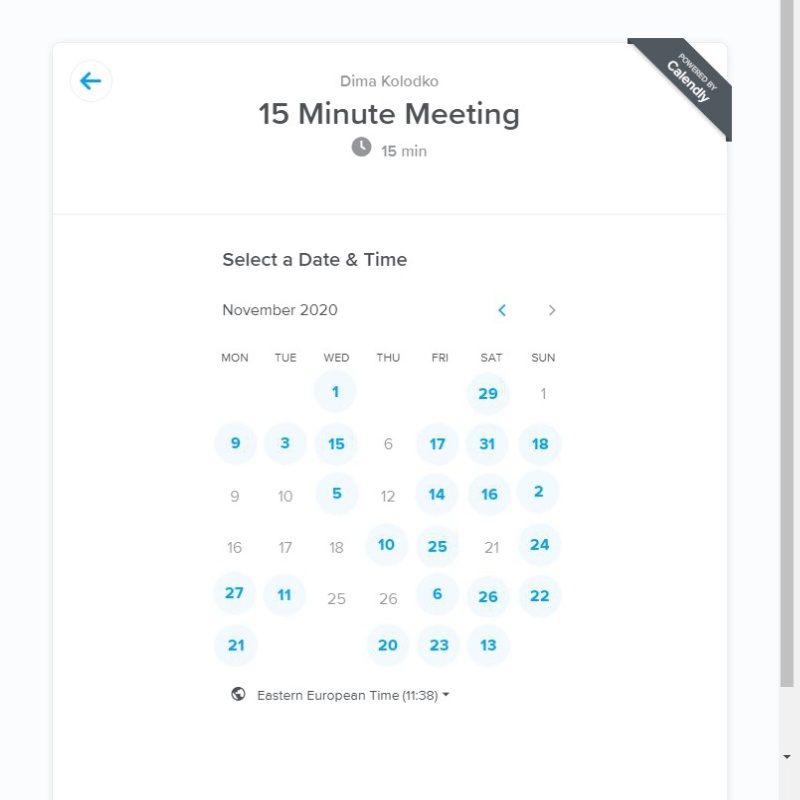 Dima Kolodko
POWERED BY
Calendly
15 Minute Meeting
15 min
Select a Date & Time
November 2020
MON TUE WED THU FRI SAT SUN
1 29 1
9 3 15 6 17 31 18
9 10 5 12 14 16 2
16 17 18 10 25 21 24
27 11 25 26 6 26 22
21 20 23 13
Eastern European Time (11:38)